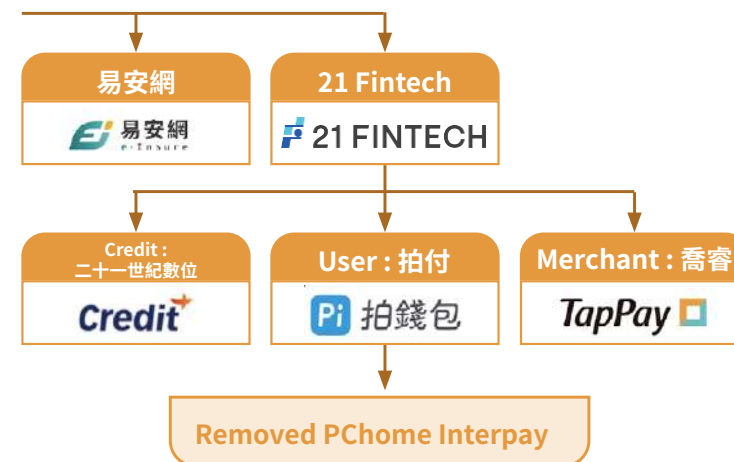 易安網
21 Fintech
易安網
e-Insure
21 FINTECH
Credit :
二十一世紀數位
User : 拍付
Merchant : 喬睿
Credit
Pi 拍錢包
TapPay
Removed PChome Interpay